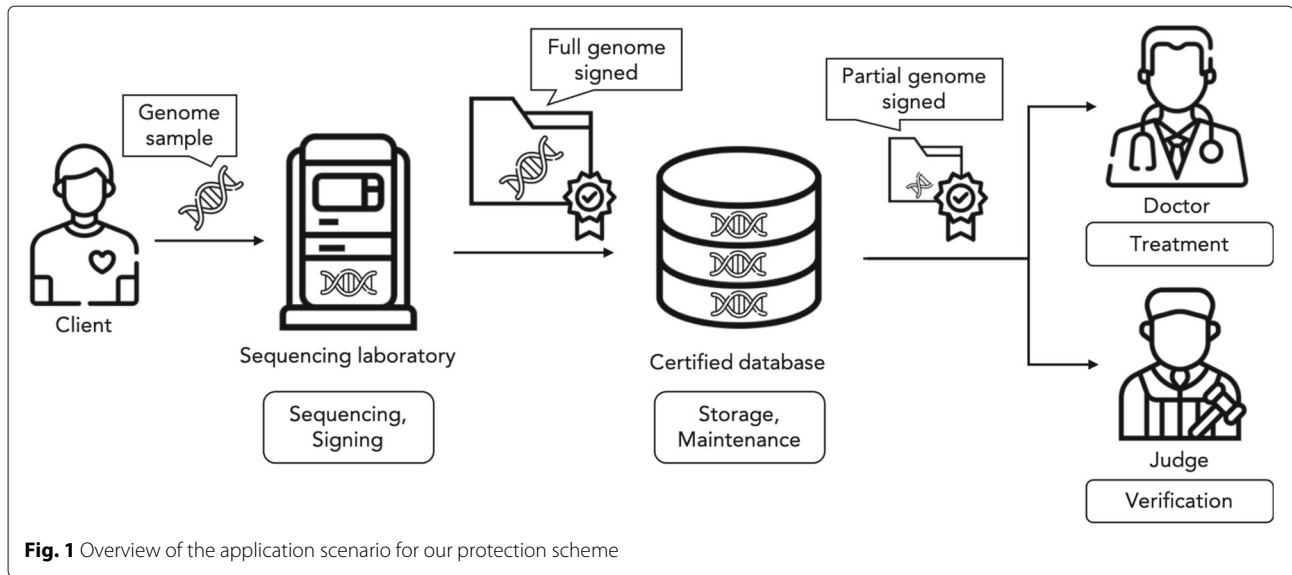 Genome
sample
Client
Sequencing laboratory
Sequencing,
Signing
Full genome
signed
Certified database
Storage,
Maintenance
Partial genome
signed
Doctor
Treatment
Judge
Verification
Fig. 1 Overview of the application scenario for our protection scheme